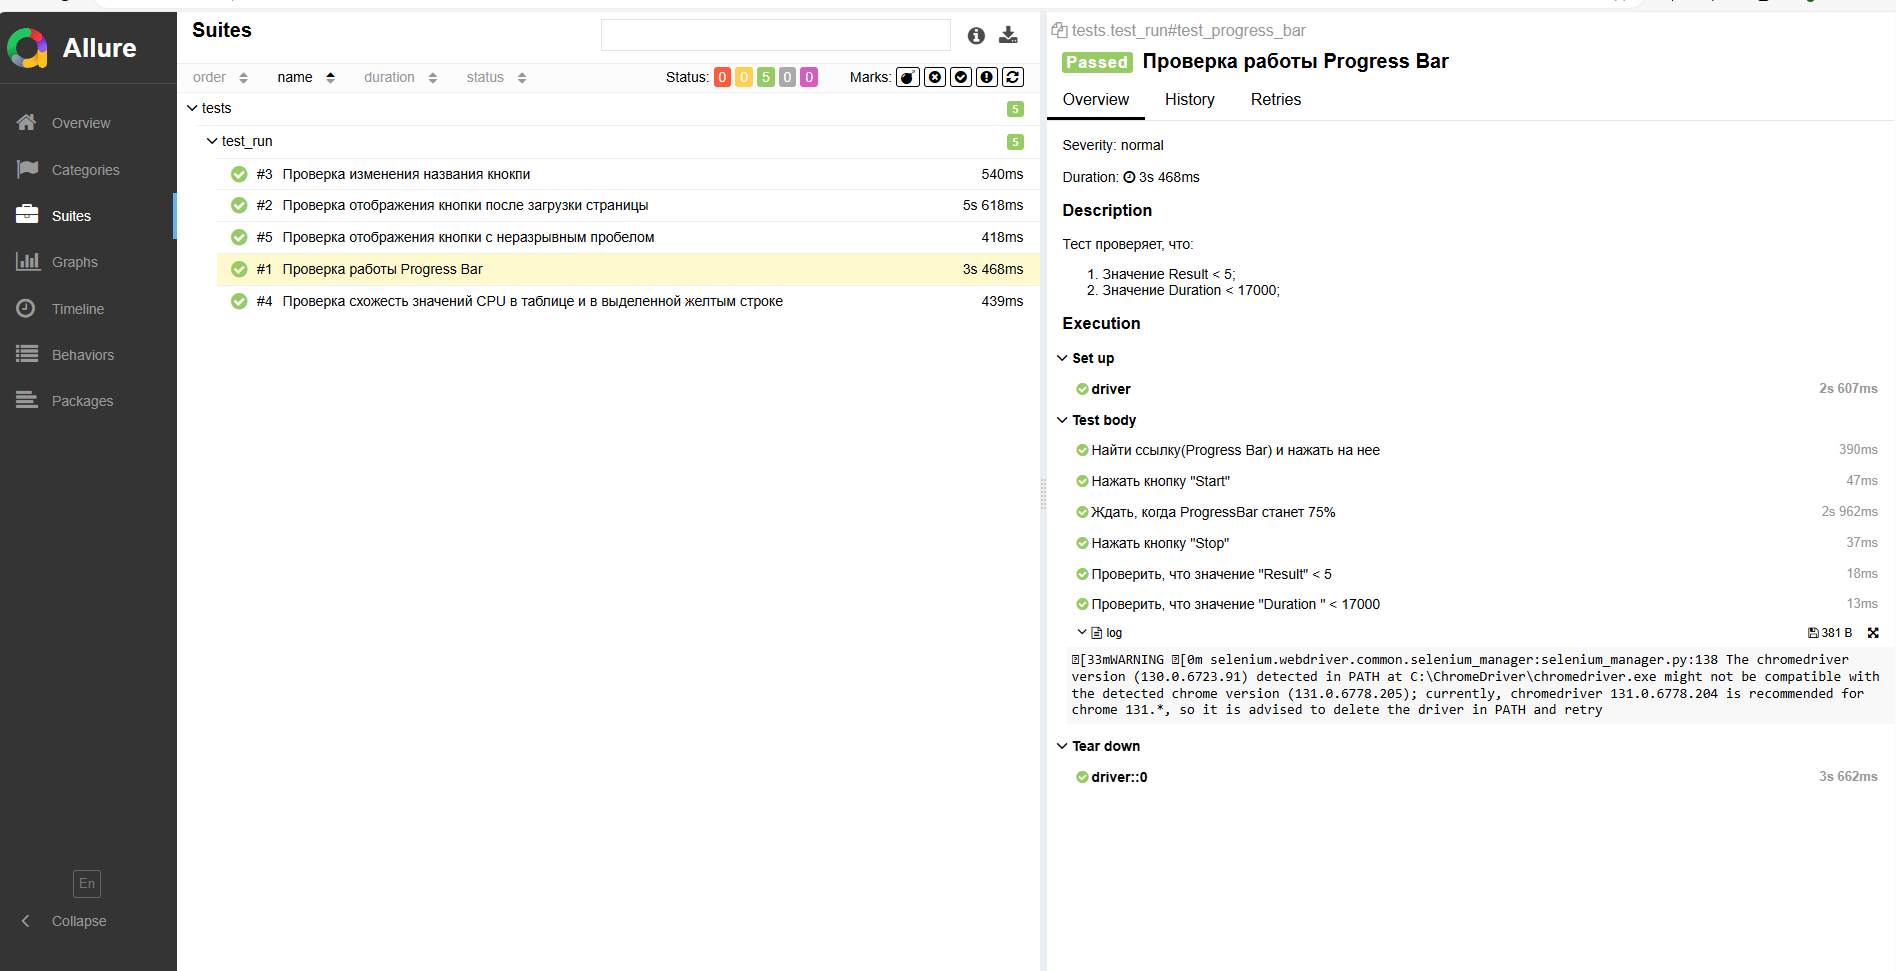 Allure
Overview
Categories
Suites
Graphs
Timeline
Behaviors
Packages
En
Collapse
Suites
order name duration status Status: 0 0 5 0 0 Marks:
tests 5
test_run 5
#3 Проверка изменения названия кнокпи 540ms
#2 Проверка отображения кнопки после загрузки страницы 5s 618ms
#5 Проверка отображения кнопки с неразрывным пробелом 418ms
#1 Проверка работы Progress Bar 3s 468ms
#4 Проверка схожесть значений CPU в таблице и в выделенной желтым строке 439ms
tests.test_run#test_progress_bar
Passed Проверка работы Progress Bar
Overview History Retries
Severity: normal
Duration: 3s 468ms
Description
Тест проверяет, что:
1. Значение Result < 5;
2. Значение Duration < 17000;
Execution
Set up
driver 2s 607ms
Test body
Найти ссылку(Progress Bar) и нажать на нее 390ms
Нажать кнопку "Start" 47ms
Ждать, когда ProgressBar станет 75% 2s 962ms
Нажать кнопку "Stop" 37ms
Проверить, что значение "Result" < 5 18ms
Проверить, что значение "Duration " < 17000 13ms
log 381 B
[33mWARNING [0m selenium.webdriver.common.selenium_manager:selenium_manager.py:138 The chromedriver
version (130.0.6723.91) detected in PATH at C:\ChromeDriver\chromedriver.exe might not be compatible with
the detected chrome version (131.0.6778.205); currently, chromedriver 131.0.6778.204 is recommended for
chrome 131.*, so it is advised to delete the driver in PATH and retry
Tear down
driver::0 3s 662ms